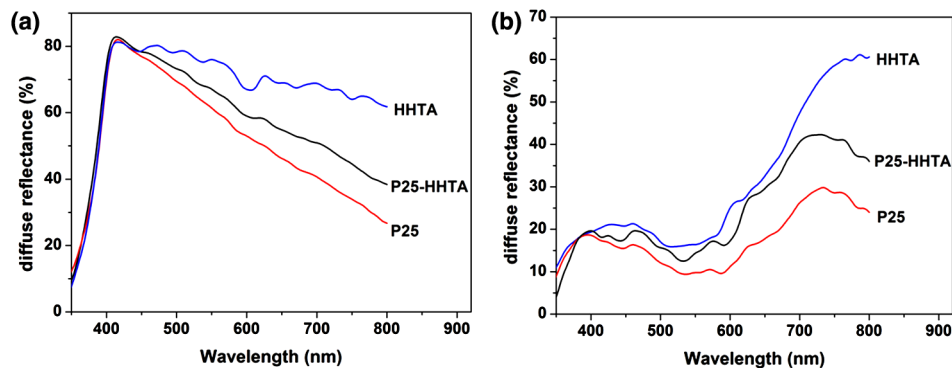 (a)
diffuse reflectance (%)
80
60
40
20
0
HHTA
P25-HHTA
P25
400 500 600 700 800 900
Wavelength (nm)
(b)
diffuse reflectance (%)
70
60
50
40
30
20
10
0
HHTA
P25-HHTA
P25
400 500 600 700 800 900
Wavelength (nm)